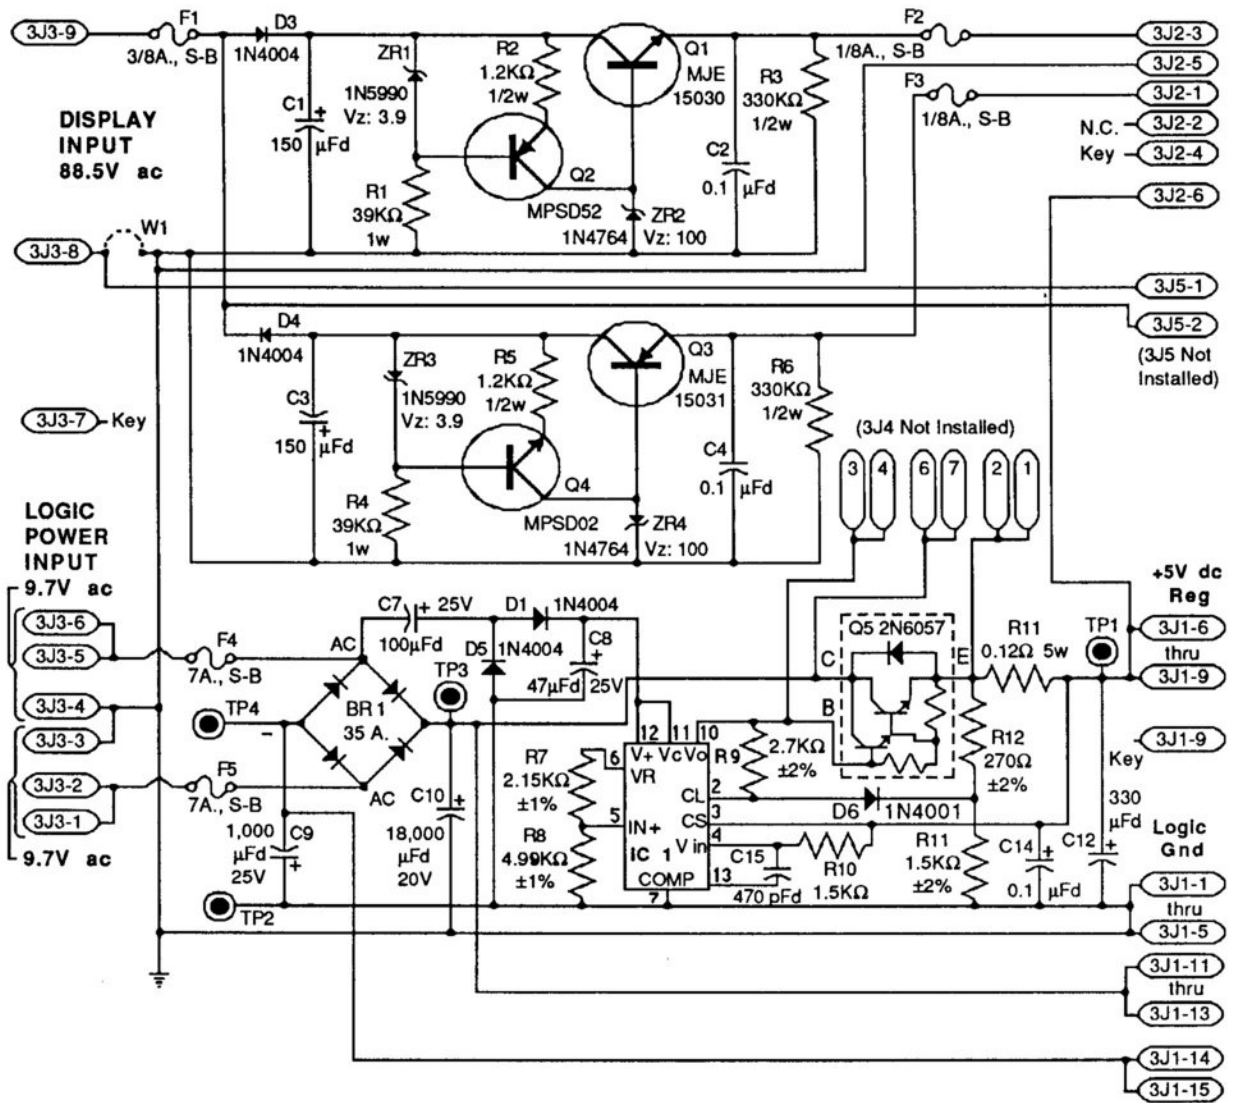 3J3-9
F1
3/8A., S-B
D3
1N4004
DISPLAY
INPUT
88.5V ac
C1
+
150 µFd
ZR1
1N5990
Vz: 3.9
R2
1.2KΩ
1/2w
Q1
MJE
15030
R3
330KΩ
1/2w
F2
1/8A., S-B
3J2-3
3J2-5
F3
1/8A., S-B
3J2-1
N.C.
3J2-2
Key
3J2-4
3J2-6
R1
39KΩ
1w
Q2
MPSD52
ZR2
1N4764
Vz: 100
C2
0.1 µFd
W1
3J3-8
3J5-1
3J5-2
(3J5 Not
Installed)
D4
1N4004
C3
150 µFd
+
ZR3
1N5990
Vz: 3.9
R5
1.2KΩ
1/2w
Q3
MJE
15031
R6
330KΩ
1/2w
3J3-7
Key
R4
39KΩ
1w
Q4
MPSD02
ZR4
1N4764
Vz: 100
C4
0.1 µFd
(3J4 Not Installed)
3 4 6 7 2 1
LOGIC
POWER
INPUT
9.7V ac
3J3-6
3J3-5
F4
7A., S-B
3J3-4
3J3-3
3J3-2
3J3-1
F5
7A., S-B
9.7V ac
TP4
AC
BR1
35 A.
AC
-
C7
+ 25V
100µFd
D1
1N4004
D5
1N4004
C8
+
47µFd 25V
TP3
C9
1,000
µFd
25V
+
C10
+
18,000
µFd
20V
TP2
R7
2.15KΩ
±1%
R8
4.99KΩ
±1%
12 11 10
V+ Vc Vo
6
VR
5
IN+
IC 1
COMP
7
2
CL
3
CS
4
V in
13
R9
2.7KΩ
±2%
D6
1N4001
C15
470 pFd
R10
1.5KΩ
Q5 2N6057
C
B
E
R11
0.12Ω 5w
R12
270Ω
±2%
R11
1.5KΩ
±2%
C14
+
0.1 µFd
C12
+
330
µFd
TP1
+5V dc
Reg
3J1-6
thru
3J1-9
Key
3J1-9
Logic
Gnd
3J1-1
thru
3J1-5
3J1-11
thru
3J1-13
3J1-14
3J1-15